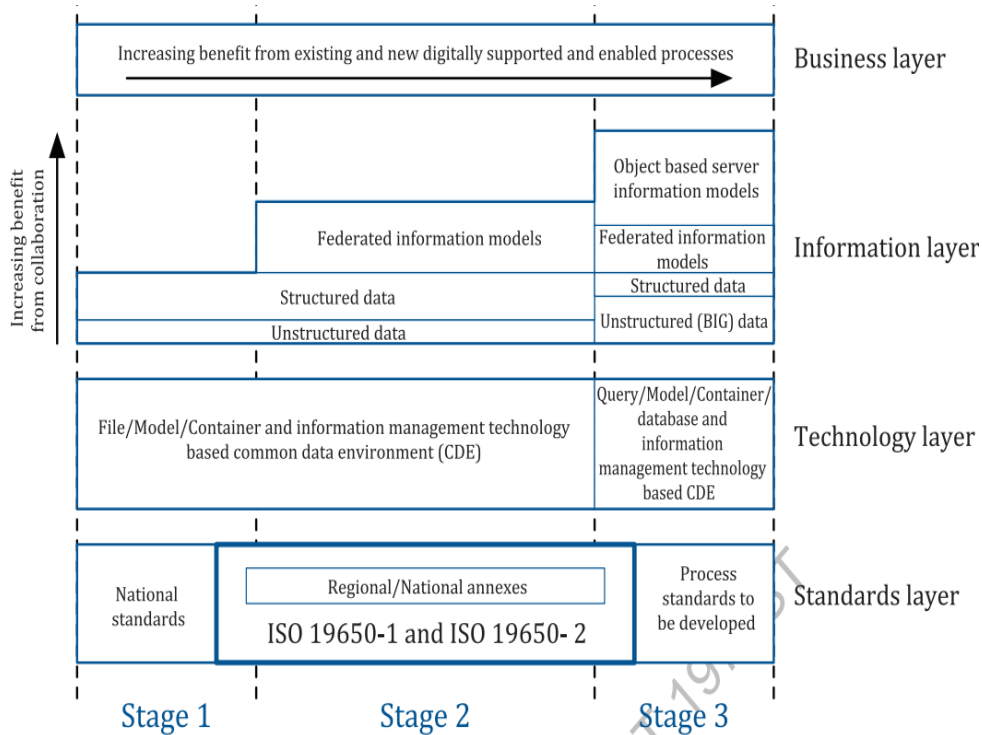 Increasing benefit from existing and new digitally supported and enabled processes
Business layer
Increasing benefit
from collaboration
Object based server
information models
Federated information models
Federated information
models
Information layer
Structured data
Structured data
Unstructured data
Unstructured (BIG) data
File/Model/Container and information management technology
based common data environment (CDE)
Query/Model/Container/
database and
information
management technology
based CDE
Technology layer
National
standards
Regional/National annexes
ISO 19650-1 and ISO 19650- 2
Process
standards to
be developed
Standards layer
Stage 1
Stage 2
Stage 3